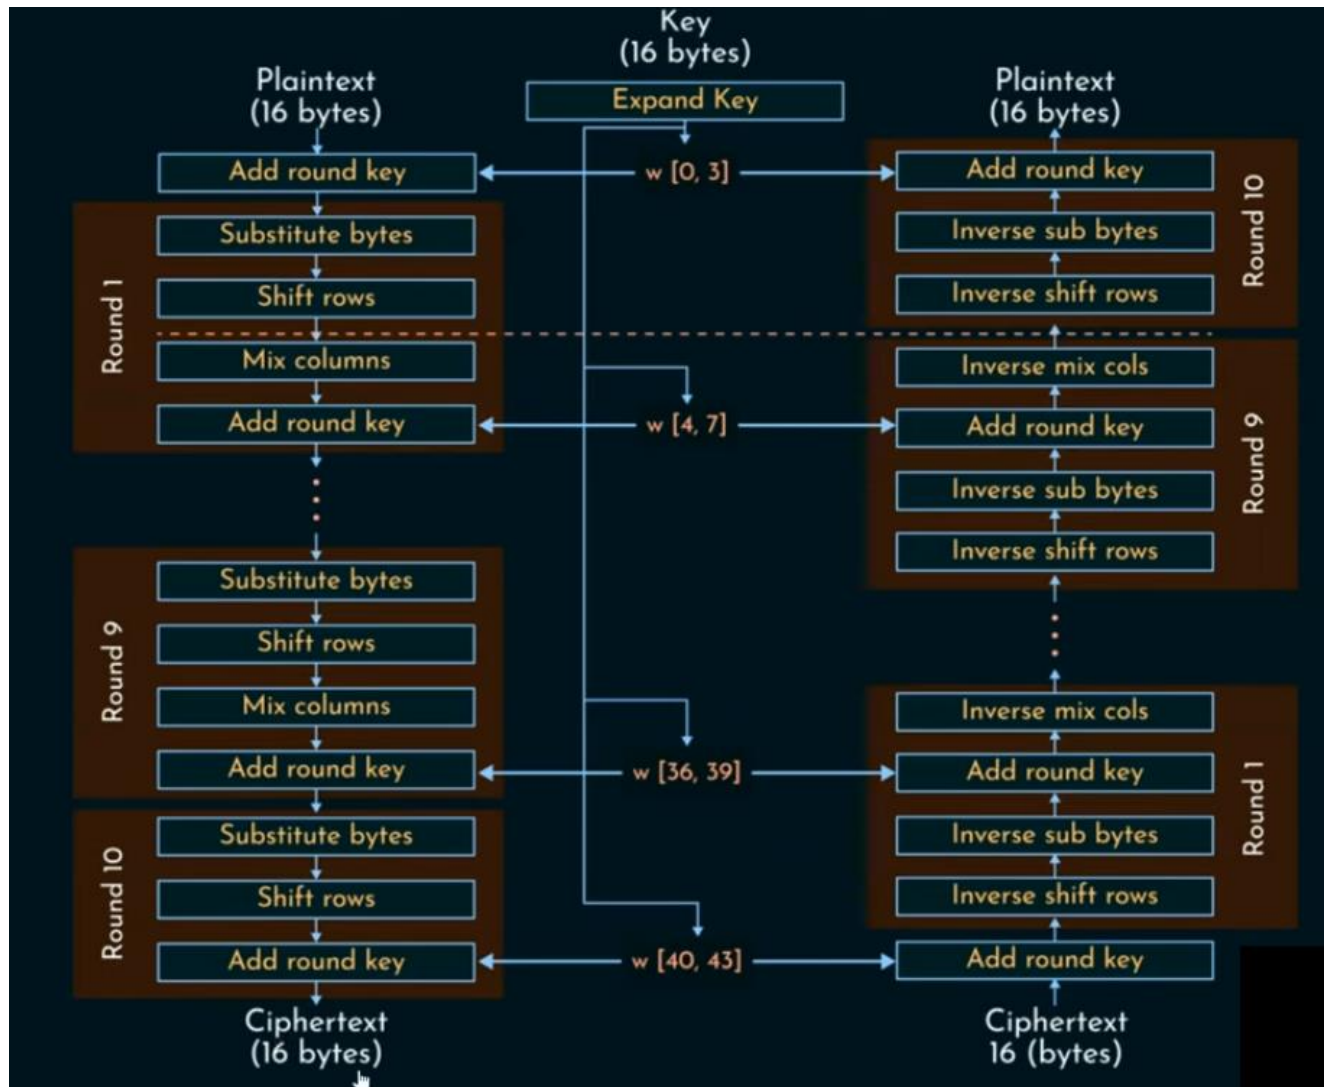 Key
(16 bytes)
Expand Key
Plaintext
(16 bytes)
Add round key
Round 1
Substitute bytes
Shift rows
Mix columns
Add round key
Round 9
Substitute bytes
Shift rows
Mix columns
Add round key
Round 10
Substitute bytes
Shift rows
Add round key
Ciphertext
(16 bytes)
w [0, 3]
w [4, 7]
w [36, 39]
w [40, 43]
Plaintext
(16 bytes)
Add round key
Inverse sub bytes
Inverse shift rows
Round 10
Inverse mix cols
Add round key
Inverse sub bytes
Inverse shift rows
Round 9
Inverse mix cols
Add round key
Inverse sub bytes
Inverse shift rows
Round 1
Add round key
Ciphertext
16 (bytes)